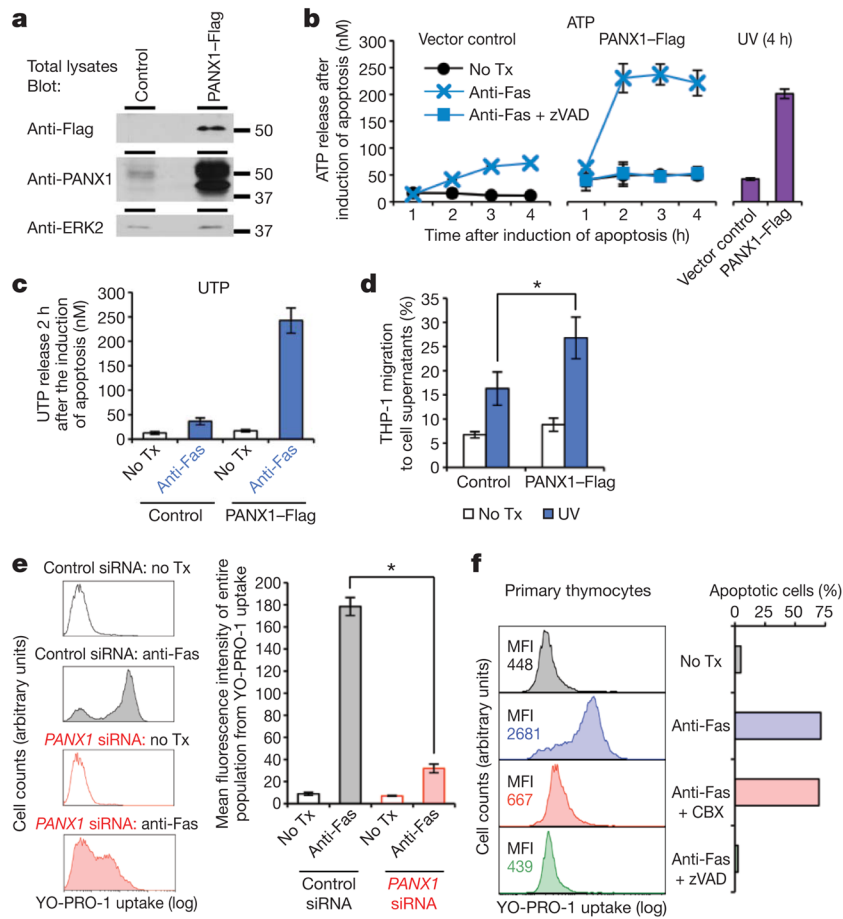 a
Total lysates
Blot:
Control
PANX1–Flag
Anti-Flag
50
Anti-PANX1
50
37
Anti-ERK2
37
b
ATP
Vector control
PANX1–Flag
UV (4 h)
No Tx
Anti-Fas
Anti-Fas + zVAD
ATP release after
induction of apoptosis (nM)
300
250
200
150
100
50
0
1 2 3 4
1 2 3 4
Time after induction of apoptosis (h)
Vector control
PANX1–Flag
c
UTP
UTP release 2 h
after the induction
of apoptosis (nM)
300
250
200
150
100
50
0
No Tx
Anti-Fas
No Tx
Anti-Fas
Control
PANX1–Flag
d
THP-1 migration
to cell supernatants (%)
35
30
25
20
15
10
5
0
*
Control
PANX1–Flag
No Tx
UV
e
Control siRNA: no Tx
Control siRNA: anti-Fas
PANX1 siRNA: no Tx
PANX1 siRNA: anti-Fas
Cell counts (arbitrary units)
YO-PRO-1 uptake (log)
Mean fluorescence intensity of entire
population from YO-PRO-1 uptake
200
180
160
140
120
100
80
60
40
20
0
*
No Tx
Anti-Fas
No Tx
Anti-Fas
Control
siRNA
PANX1
siRNA
f
Primary thymocytes
Cell counts (arbitrary units)
MFI
448
MFI
2681
MFI
667
MFI
439
YO-PRO-1 uptake (log)
Apoptotic cells (%)
0 25 50 75
No Tx
Anti-Fas
Anti-Fas
+ CBX
Anti-Fas
+ zVAD